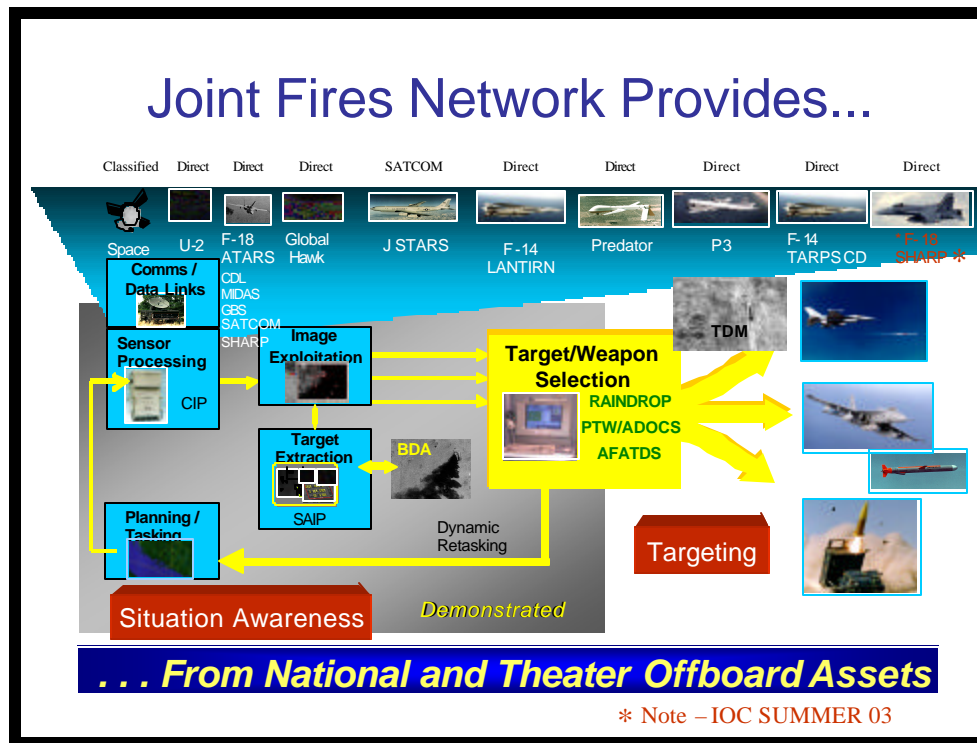 Joint Fires Network Provides...
Classified Direct Direct Direct SATCOM Direct Direct Direct Direct Direct
Space
U-2
F-18
ATARS
Global
Hawk
J STARS
F-14
LANTIRN
Predator
P3
F-14
TARPS CD
* F-18
SHARP *
Comms /
Data Links
CDL
MIDAS
GBS
SATCOM
SHARP
Sensor
Processing
CIP
Image
Exploitation
Target
Extraction
SAIP
BDA
Target/Weapon
Selection
RAINDROP
PTW/ADOCS
AFATDS
TDM
Planning /
Tasking
Dynamic
Retasking
Targeting
Situation Awareness
Demonstrated
. . . From National and Theater Offboard Assets
* Note – IOC SUMMER 03